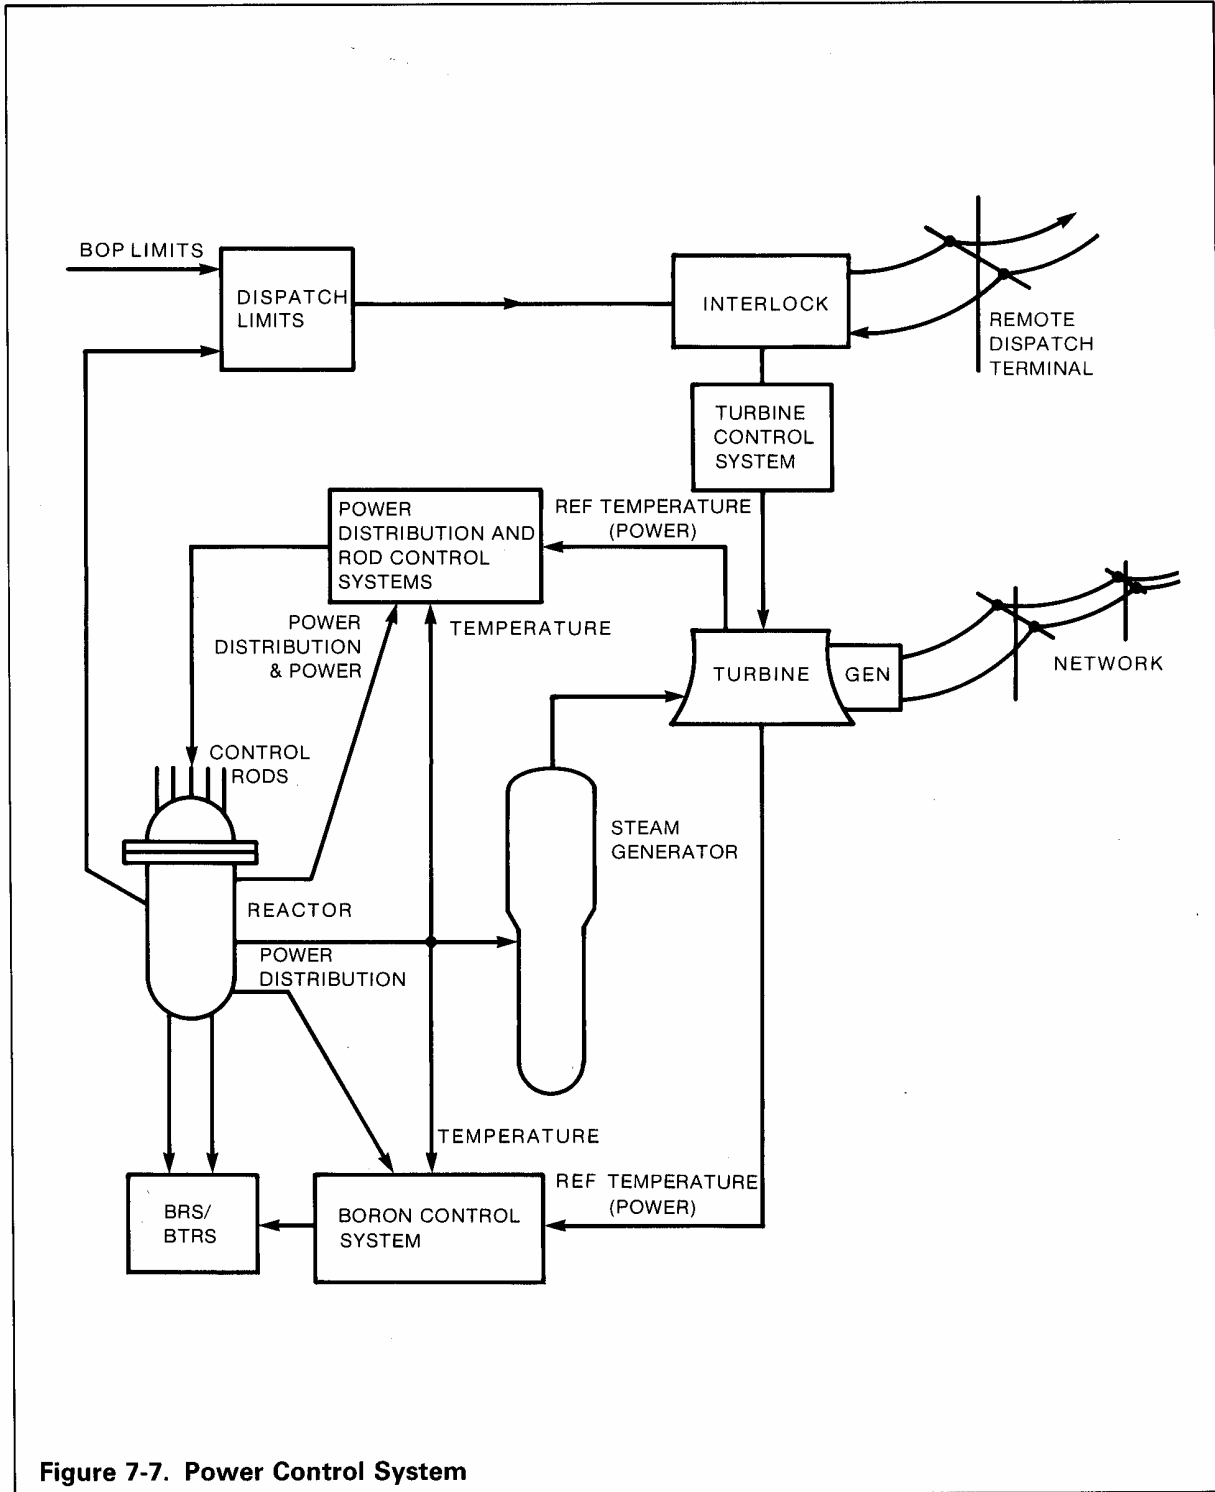 BOP LIMITS
DISPATCH
LIMITS
INTERLOCK
REMOTE
DISPATCH
TERMINAL
TURBINE
CONTROL
SYSTEM
POWER
DISTRIBUTION AND
ROD CONTROL
SYSTEMS
REF TEMPERATURE
(POWER)
POWER
DISTRIBUTION
& POWER
TEMPERATURE
TURBINE
GEN
NETWORK
CONTROL
RODS
STEAM
GENERATOR
REACTOR
POWER
DISTRIBUTION
TEMPERATURE
REF TEMPERATURE
(POWER)
BRS/
BTRS
BORON CONTROL
SYSTEM
Figure 7-7. Power Control System